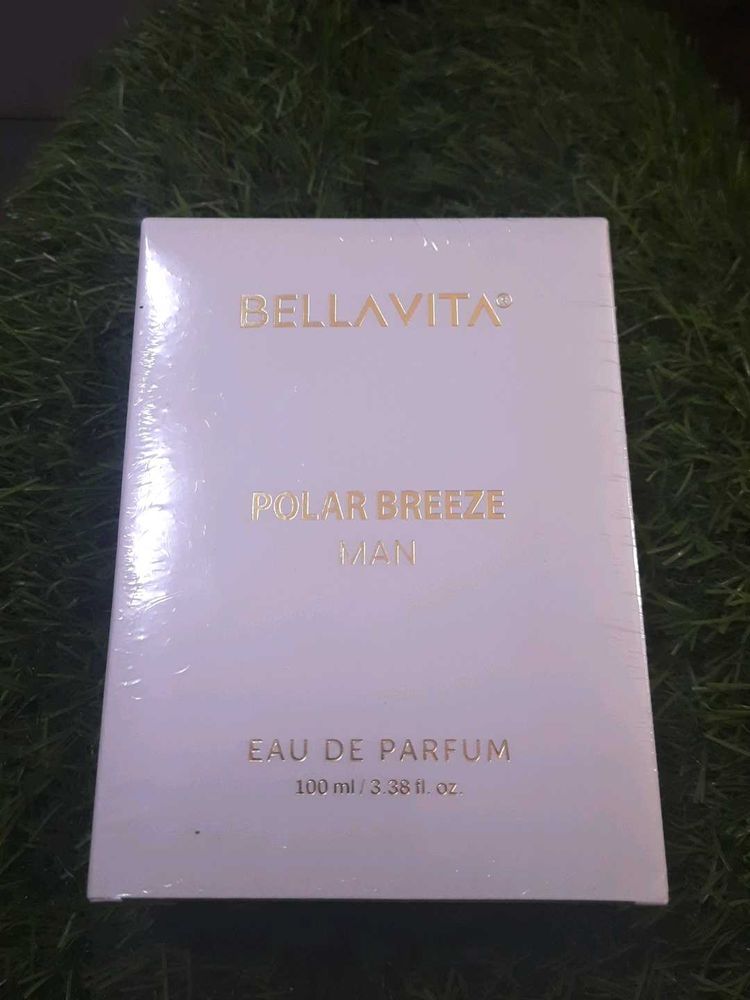 BELLAVITA®
POLAR BREEZE
MAN
EAU DE PARFUM
100 ml / 3.38 fl. oz.